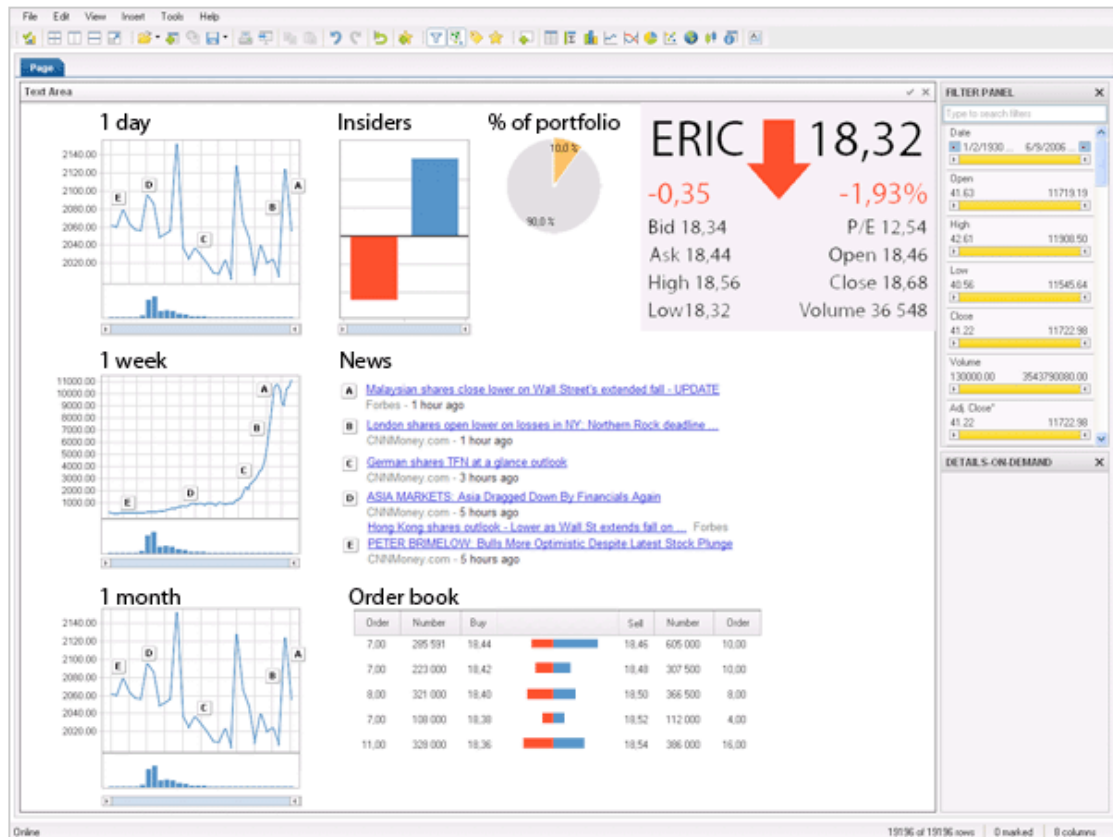 File Edit View Insert Tools Help
Page
Text Area
1 day
2140.00
2120.00
2100.00
2080.00
2060.00
2040.00
2020.00
E
D
C
B
A
Insiders
% of portfolio
10.0 %
90.0 %
ERIC 18,32
-0,35 -1,93%
Bid 18,34 P/E 12,54
Ask 18,44 Open 18,46
High 18,56 Close 18,68
Low18,32 Volume 36 548
1 week
11000.00
10000.00
9000.00
8000.00
7000.00
6000.00
5000.00
4000.00
3000.00
2000.00
1000.00
E
D
C
B
A
News
A Malaysian shares close lower on Wall Street's extended fall - UPDATE
Forbes - 1 hour ago
B London shares open lower on losses in NY; Northern Rock deadline ...
CNNMoney.com - 1 hour ago
C German shares TFN at a glance outlook
CNNMoney.com - 3 hours ago
D ASIA MARKETS: Asia Dragged Down By Financials Again
CNNMoney.com - 5 hours ago
Hong Kong shares outlook - Lower as Wall St extends fall on ... Forbes
E PETER BRIMELOW: Bulls More Optimistic Despite Latest Stock Plunge
CNNMoney.com - 5 hours ago
1 month
2140.00
2120.00
2100.00
2080.00
2060.00
2040.00
2020.00
E
D
C
B
A
Order book
Order Number Buy Sell Number Order
7,00 285 591 18,44 18,46 605 000 10,00
7,00 223 000 18,42 18,48 307 500 10,00
8,00 321 000 18,40 18,50 366 500 8,00
7,00 108 000 18,38 18,52 112 000 4,00
11,00 328 000 18,36 18,54 386 000 16,00
FILTER PANEL
Type to search filters
Date
1/2/1930 ... 6/9/2006 ...
Open
41.63 11719.19
High
42.61 11908.50
Low
40.56 11545.64
Close
41.22 11722.98
Volume
130000.00 3543790080.00
Adj. Close*
41.22 11722.98
DETAILS-ON-DEMAND
Online 19196 of 19196 rows 0 marked 8 columns